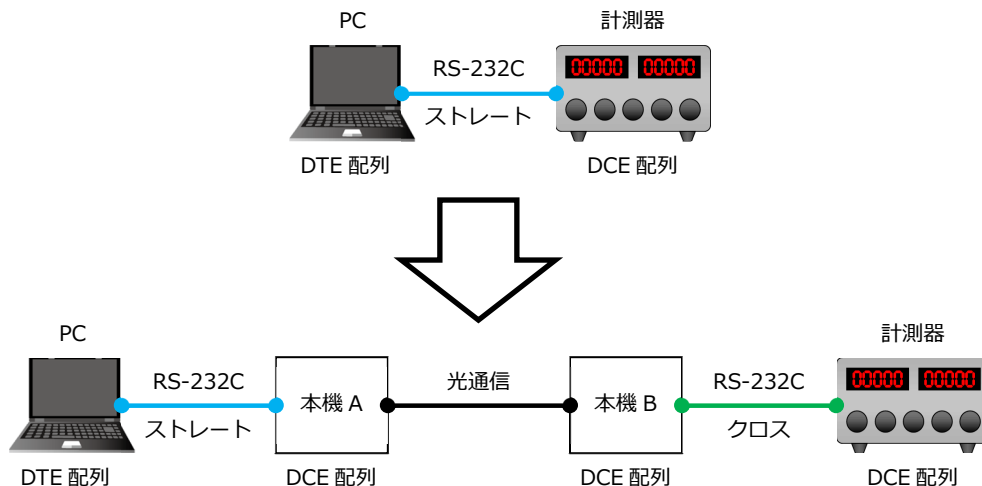 PC
計測器
00000 00000
RS-232C
ストレート
DTE 配列
DCE 配列
PC
計測器
RS-232C
ストレート
本機 A
光通信
本機 B
RS-232C
クロス
00000 00000
DTE 配列
DCE 配列
DCE 配列
DCE 配列